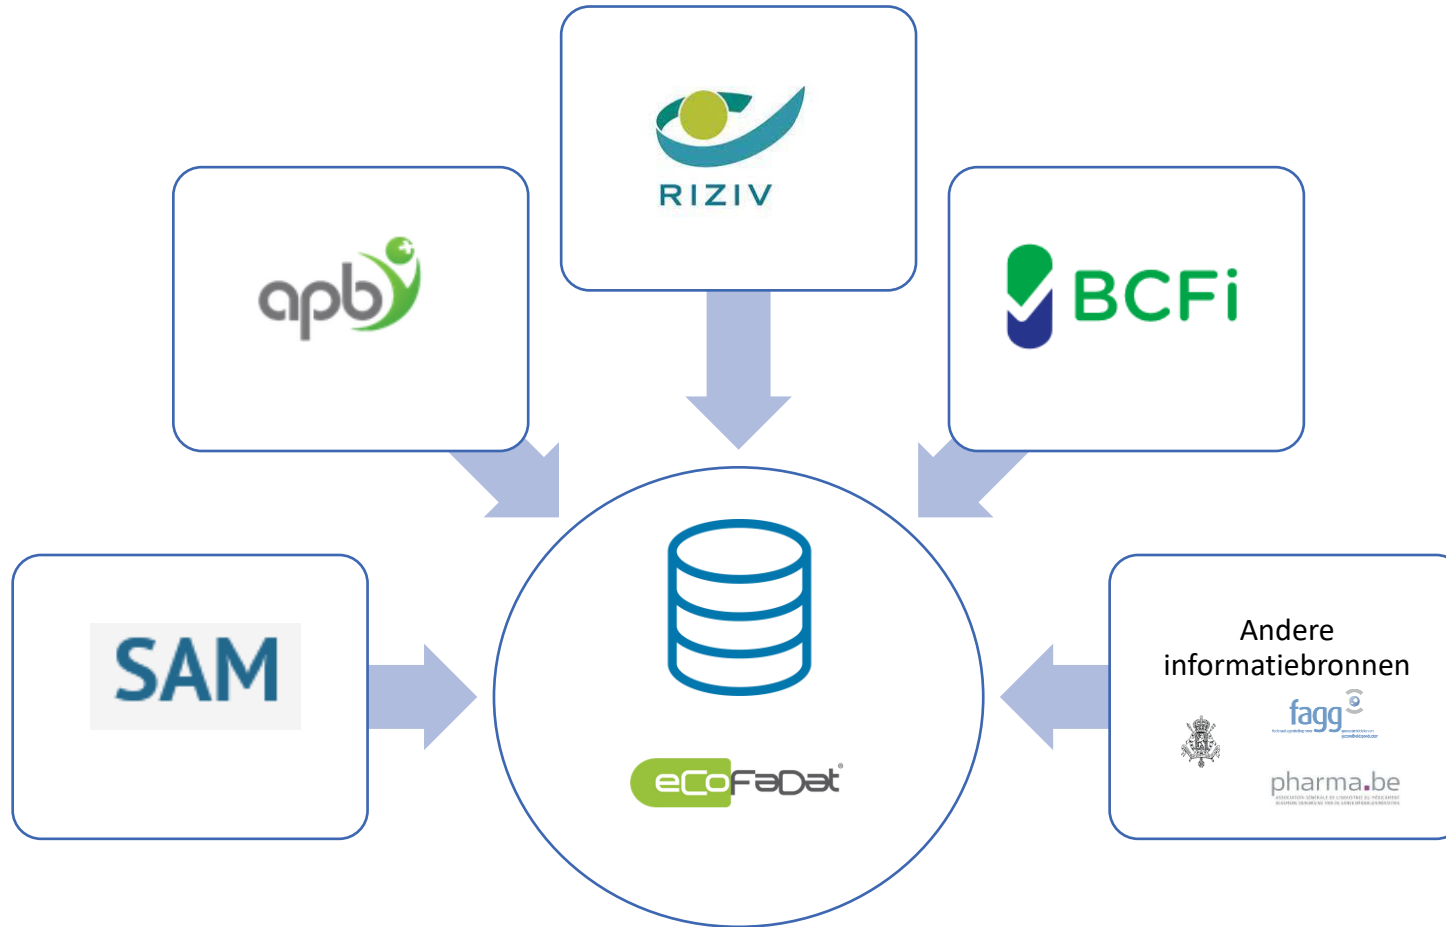 RIZIV
apb
BCFi
SAM
eCoFaDat®
Andere
informatiebronnen
fagg
pharma.be